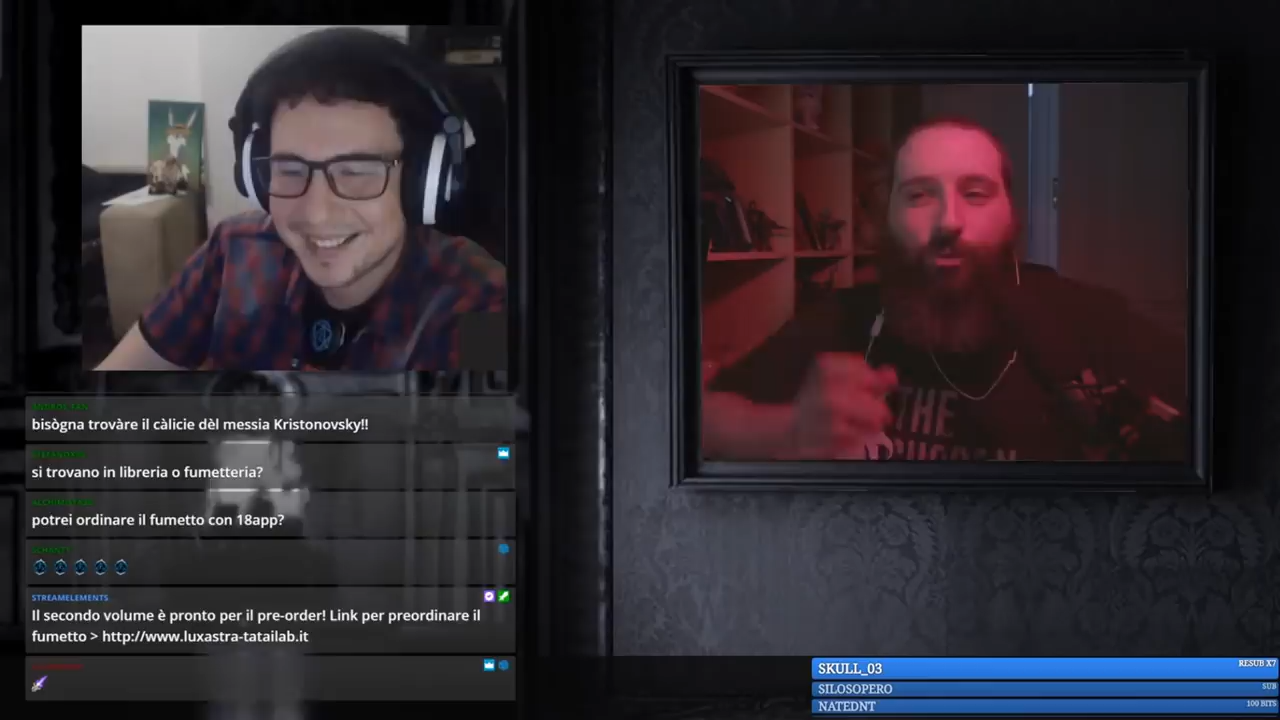 bisògna trovàre il càlicie dèl messia Kristonovsky!!
si trovano in libreria o fumetteria?
potrei ordinare il fumetto con 18app?
STREAMELEMENTS
Il secondo volume è pronto per il pre-order! Link per preordinare il
fumetto > http://www.luxastra-tatailab.it
THE
SKULL_03 RESUB X7
SILOSOPERO SUB
NATEDNT 100 BITS